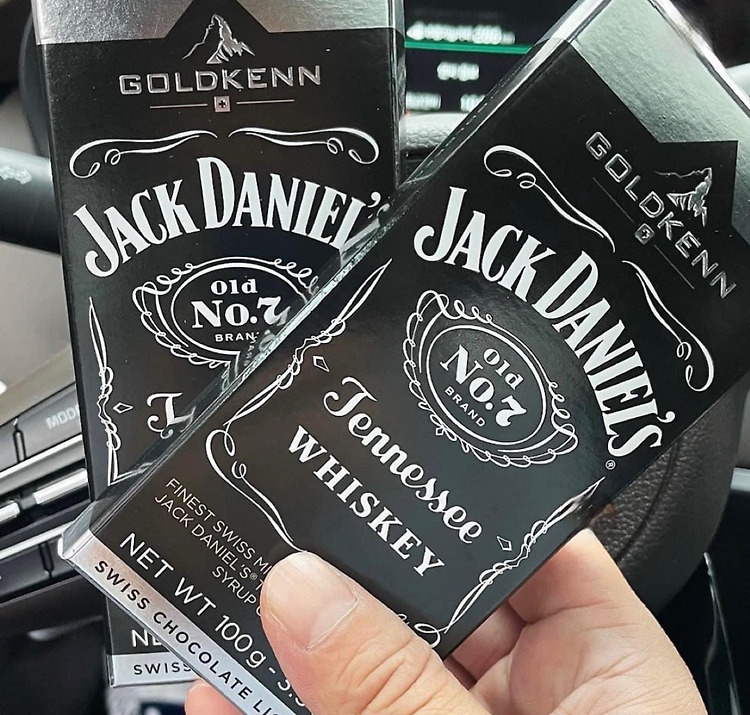 GOLDKENN
JACK DANIEL'S
Old
No.7
BRAND
GOLDKENN
JACK DANIEL'S
®
Old
No.7
BRAND
Tennessee
WHISKEY
FINEST SWISS
JACK DANIEL'S®
SYRUP
NET WT 100g
SWISS CHOCOLATE
SWISS